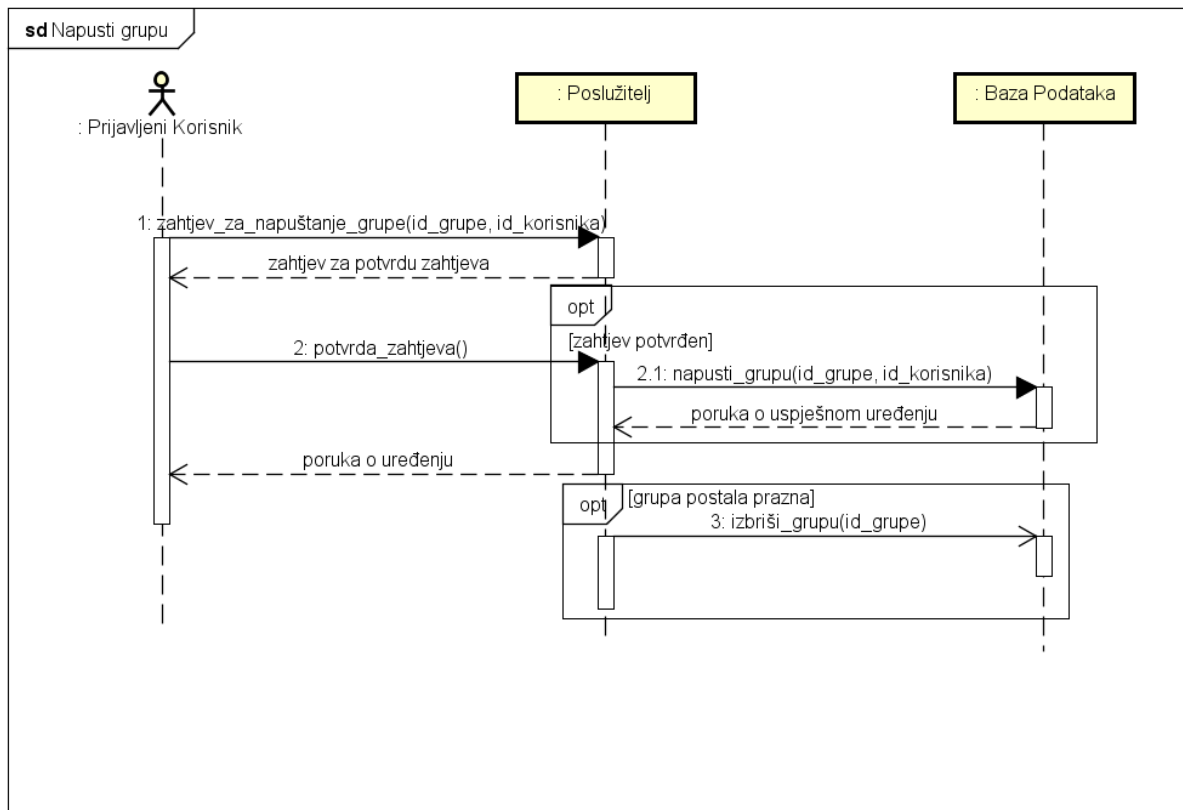 sd Napusti grupu
: Prijavljeni Korisnik
: Poslužitelj
: Baza Podataka
1: zahtjev_za_napuštanje_grupe(id_grupe, id_korisnika)
zahtjev za potvrdu zahtjeva
opt
[zahtjev potvrđen]
2: potvrda_zahtjeva()
2.1: napusti_grupu(id_grupe, id_korisnika)
poruka o uspješnom uređenju
poruka o uređenju
opt
[grupa postala prazna]
3: izbriši_grupu(id_grupe)